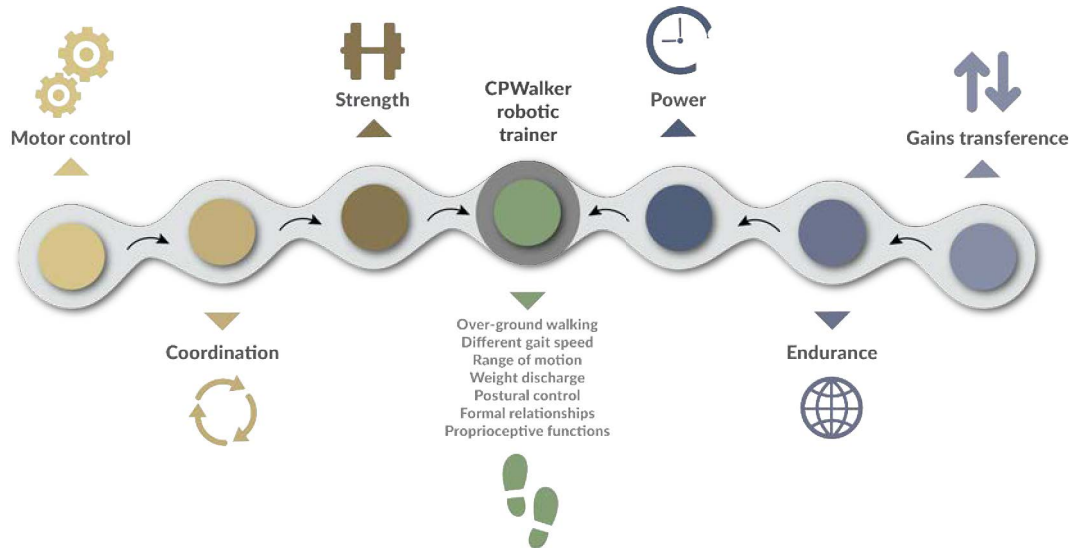 Motor control
Strength
CPWalker
robotic
trainer
Power
Gains transference
Coordination
Over-ground walking
Different gait speed
Range of motion
Weight discharge
Postural control
Formal relationships
Proprioceptive functions
Endurance